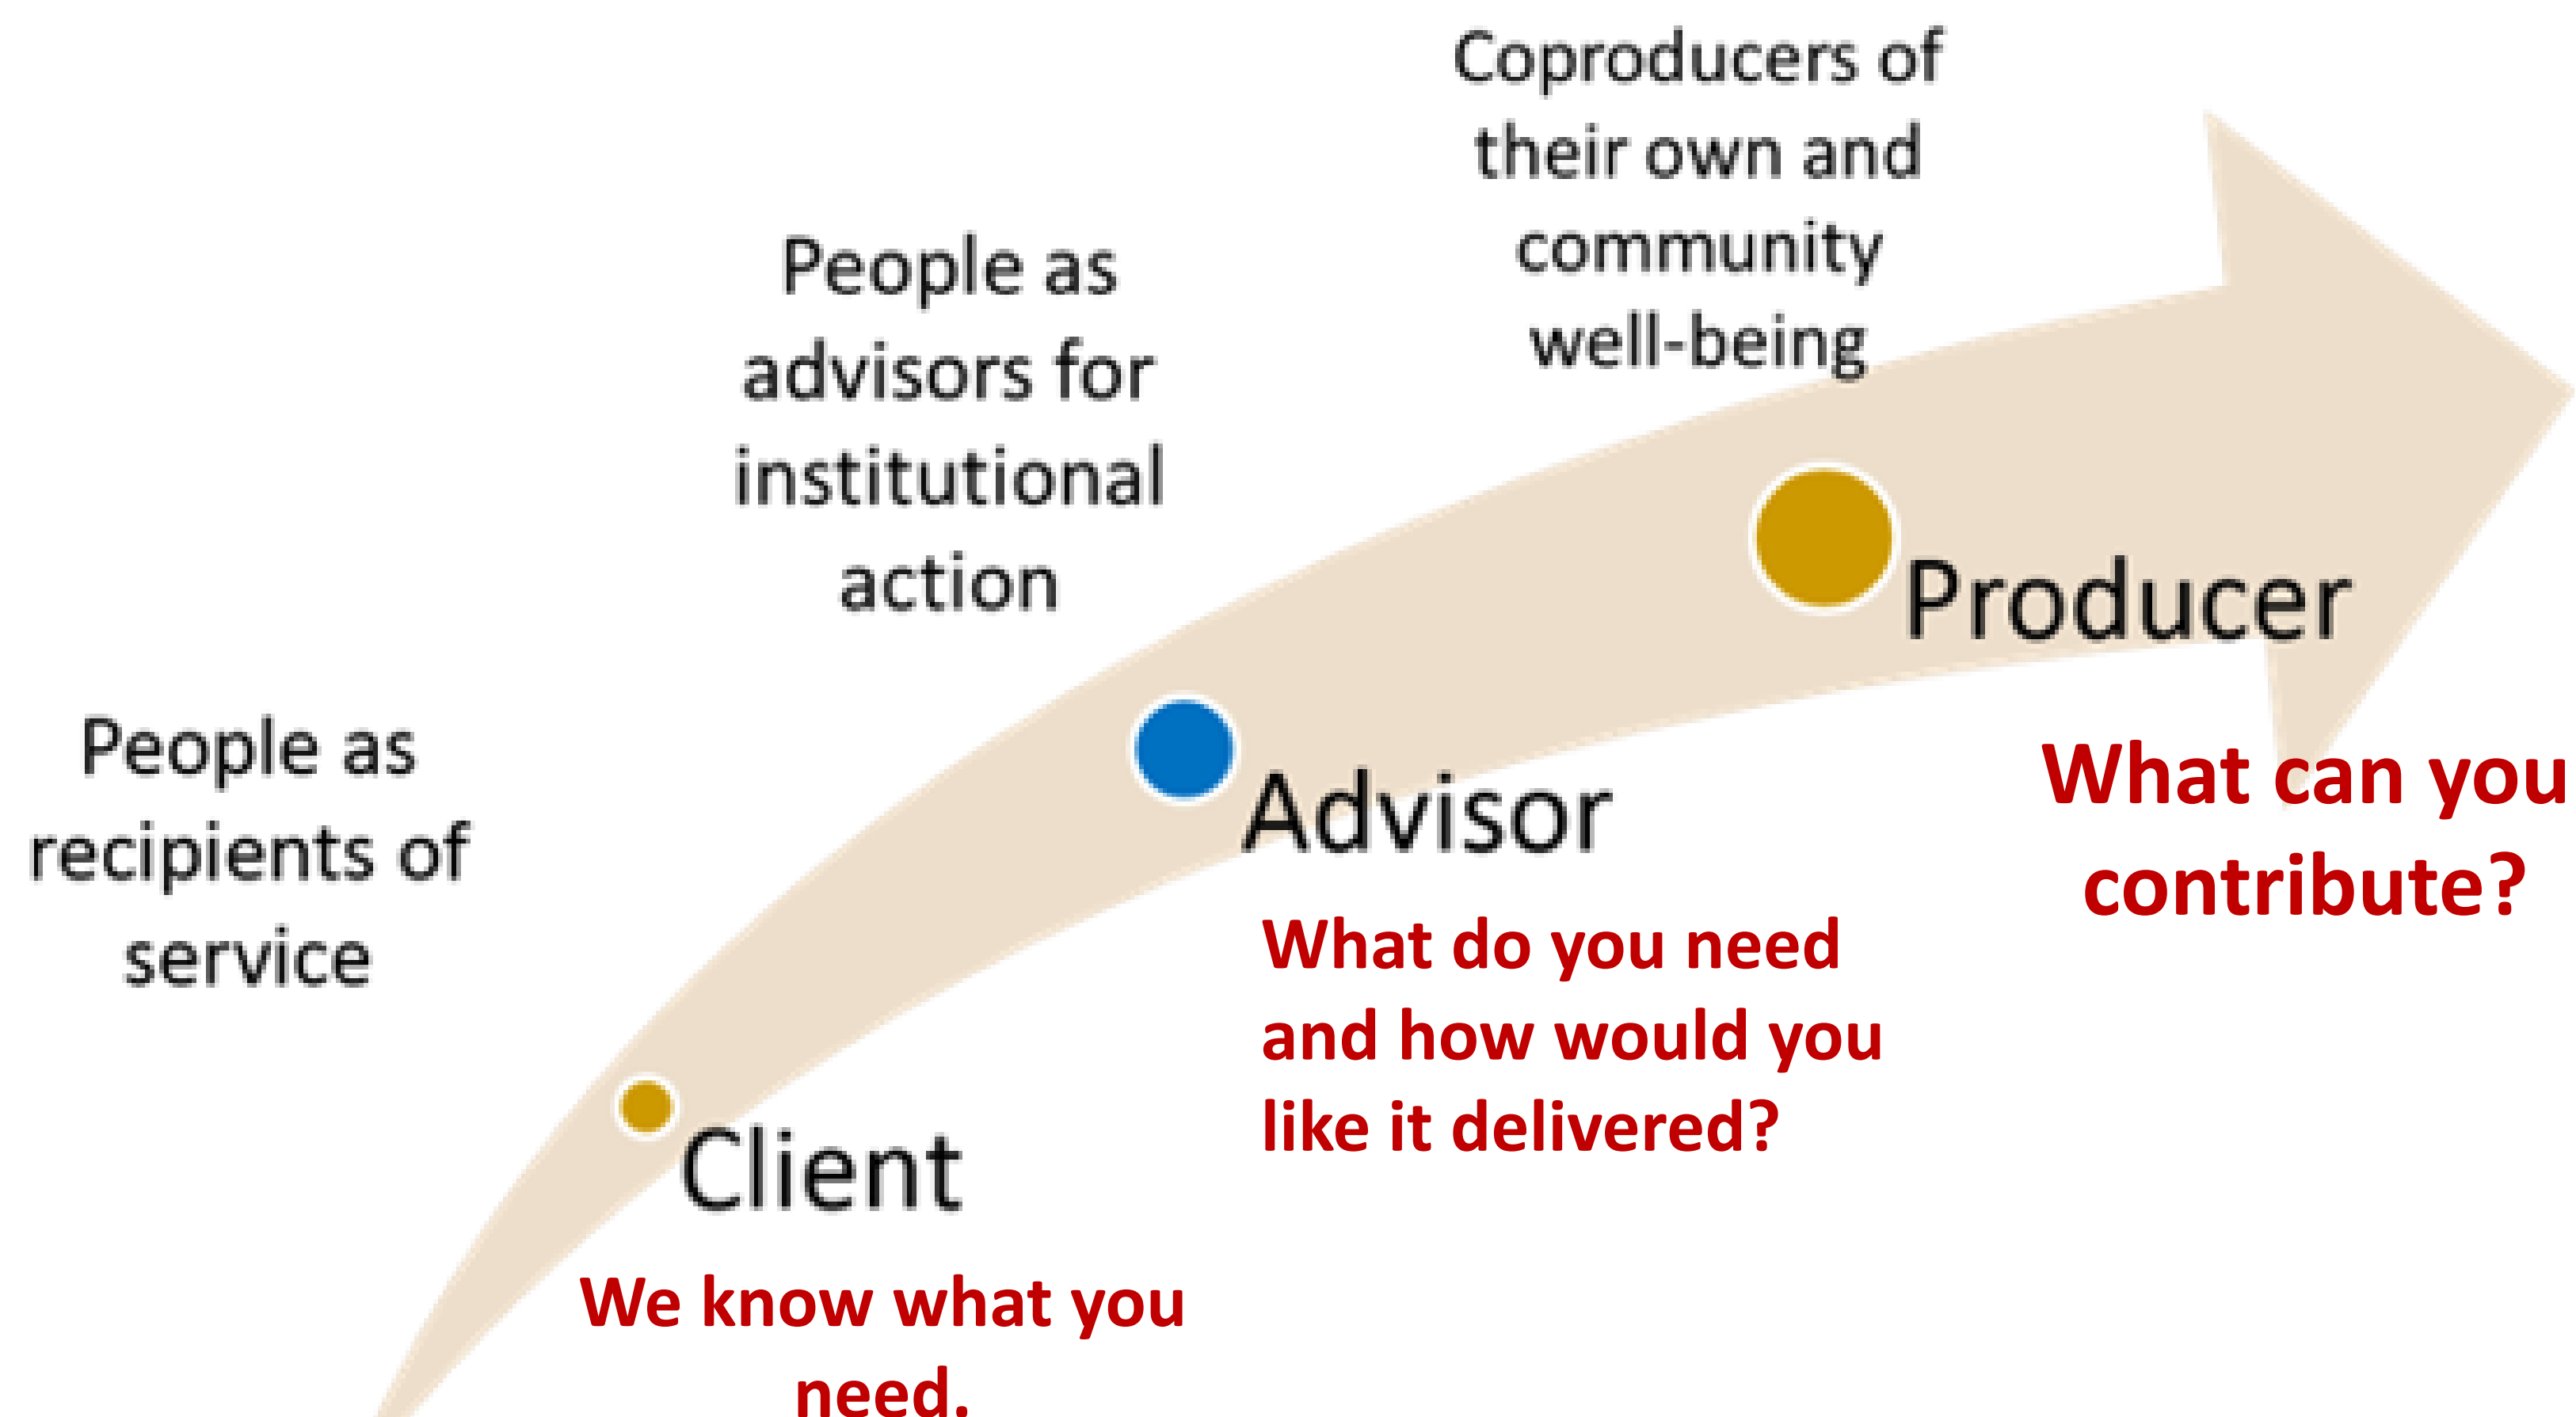 People as
recipients of
service
Client
We know what you
need.
People as
advisors for
institutional
action
Advisor
What do you need
and how would you
like it delivered?
Coproducers of
their own and
community
well-being
Producer
What can you
contribute?